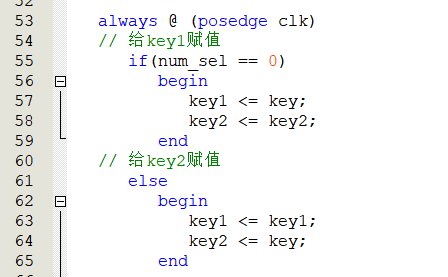 53 always @ (posedge clk)
54 // 给key1赋值
55 if(num_sel == 0)
56 begin
57 key1 <= key;
58 key2 <= key2;
59 end
60 // 给key2赋值
61 else
62 begin
63 key1 <= key1;
64 key2 <= key;
65 end